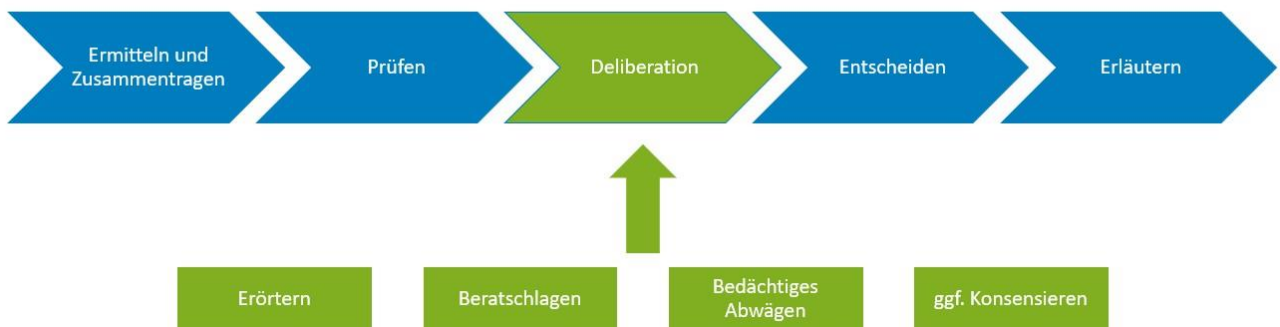 Ermitteln und
Zusammentragen
Prüfen
Deliberation
Entscheiden
Erläutern
Erörtern
Beratschlagen
Bedächtiges
Abwägen
ggf. Konsensieren